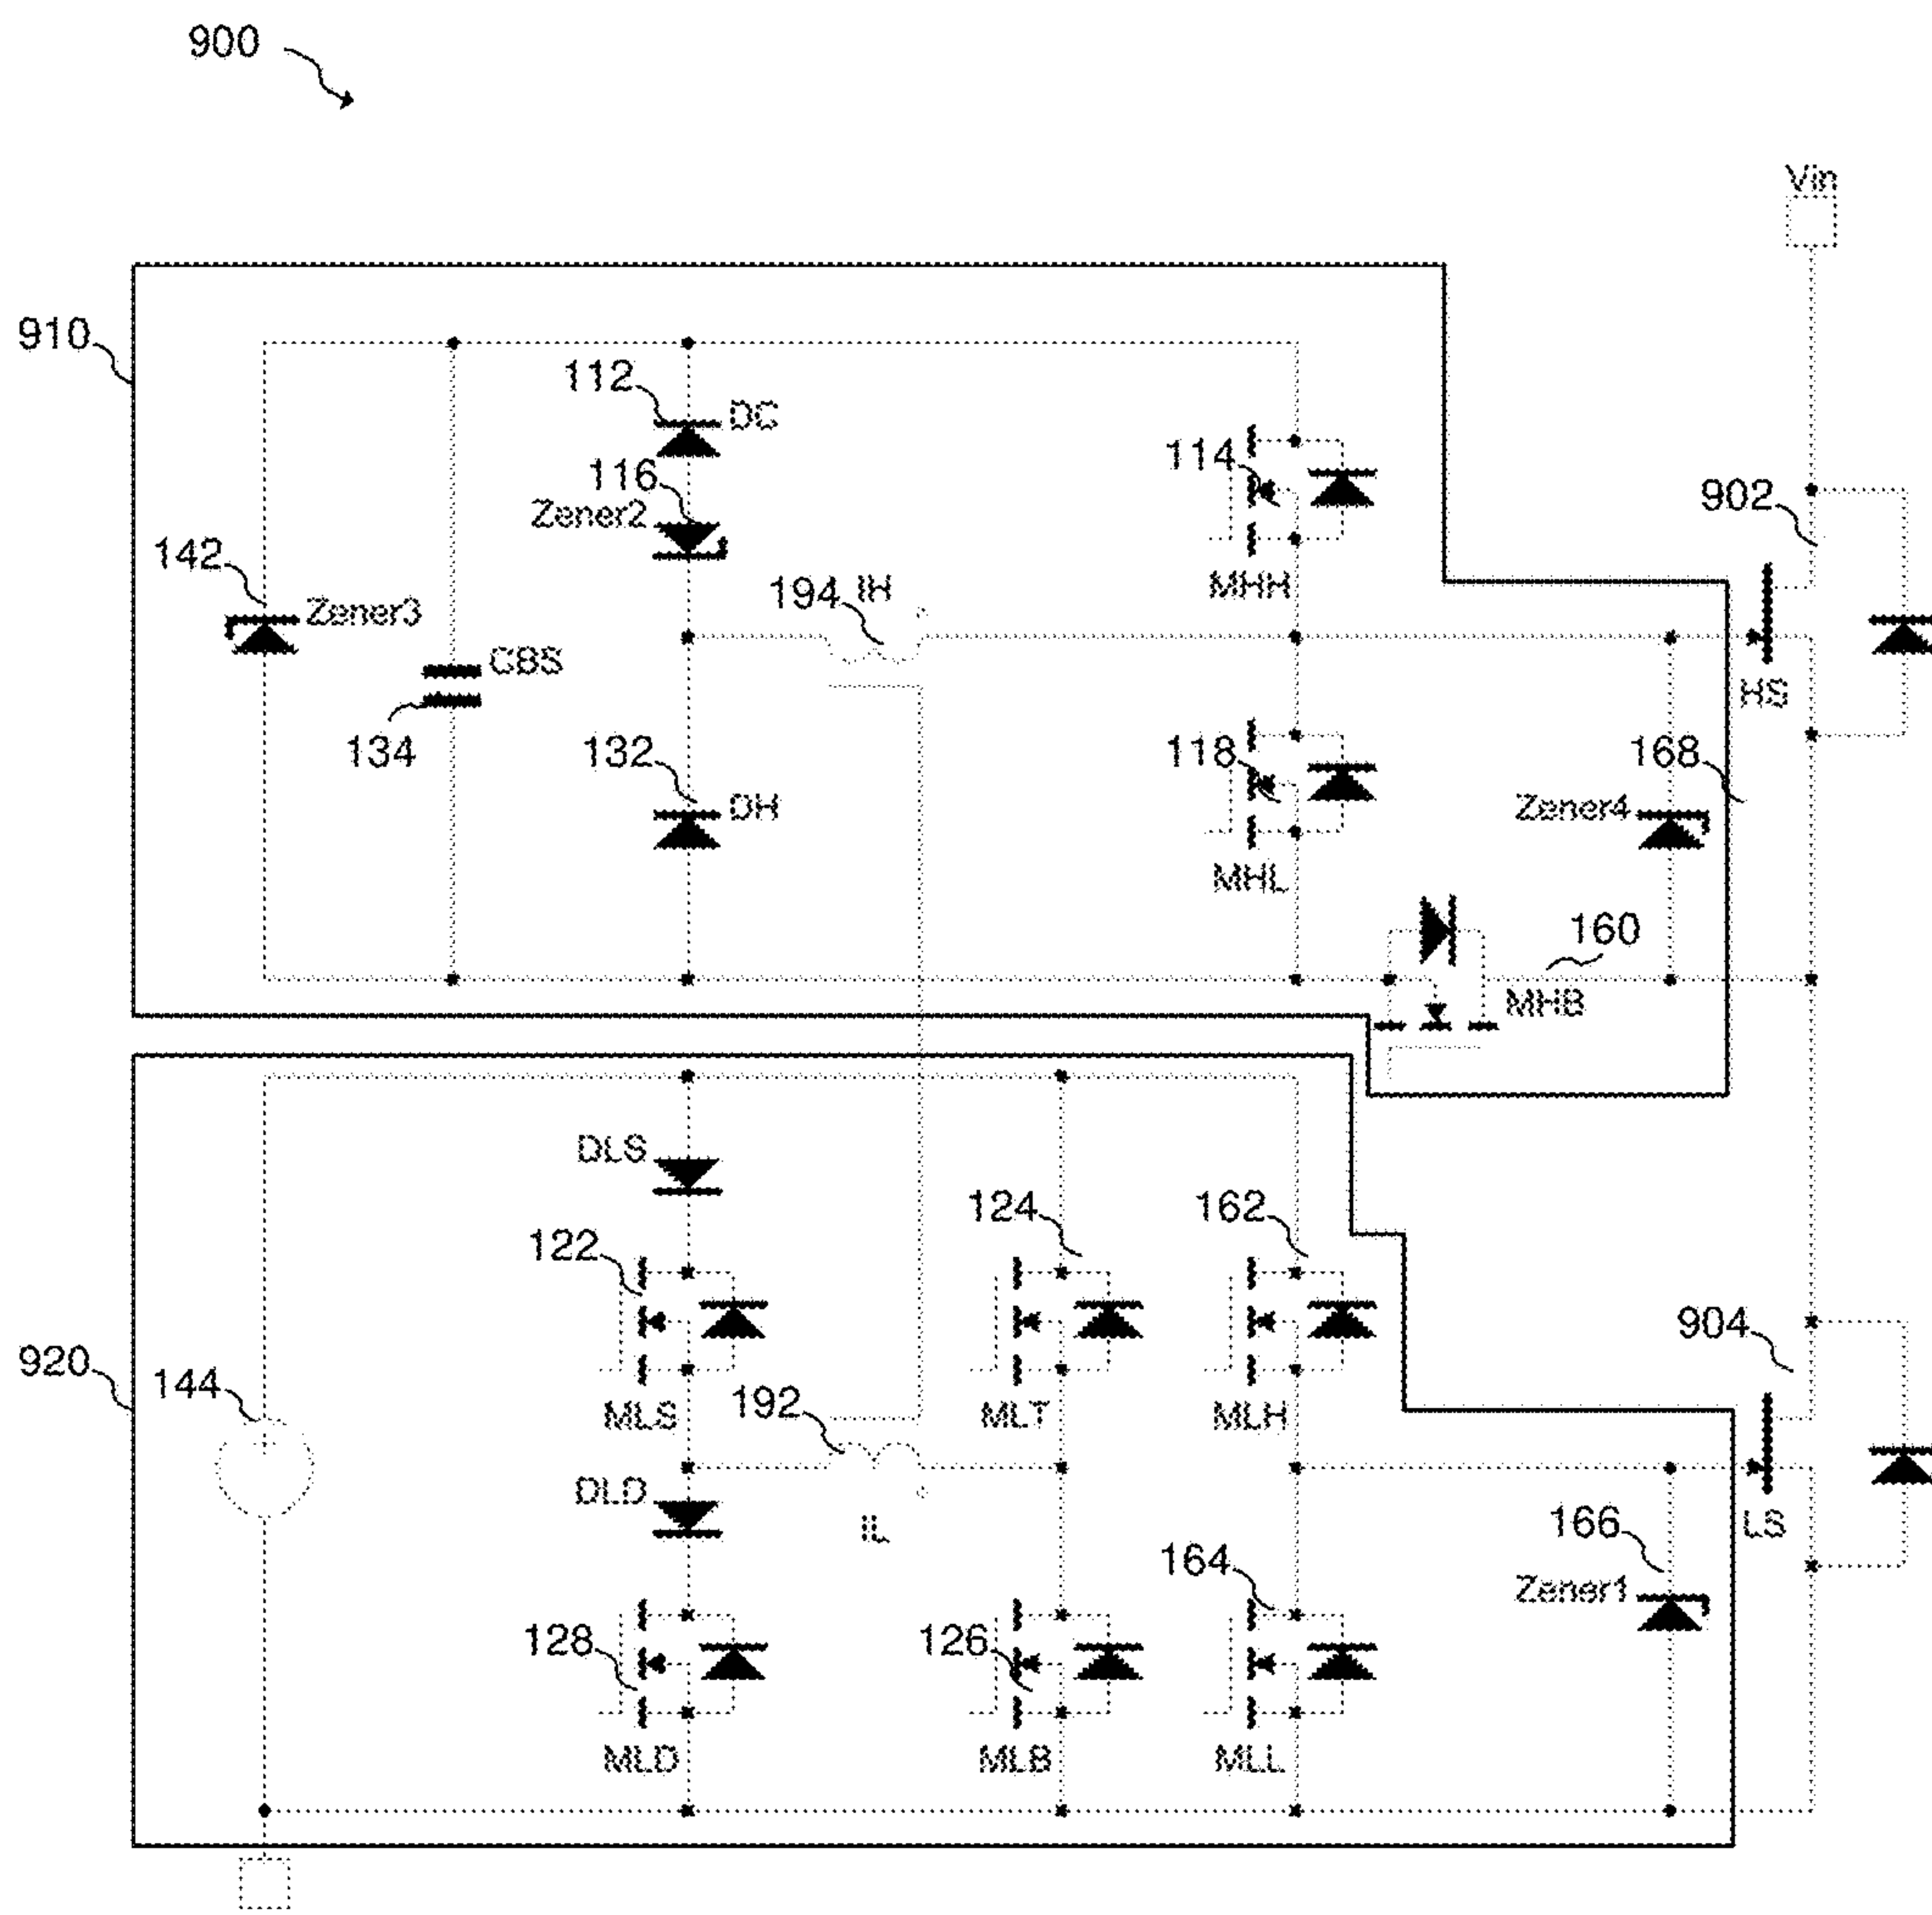 900
Vin
910
112
DC
116
Zener2
114
902
142
Zener3
194
IH
MHH
CBS
HS
134
132
DH
118
168
Zener4
MHL
160
MHB
DLS
124
162
122
904
920
144
MLS
192
MLT
MLH
DLD
IL
166
LS
164
Zener1
128
126
MLD
MLB
MLL